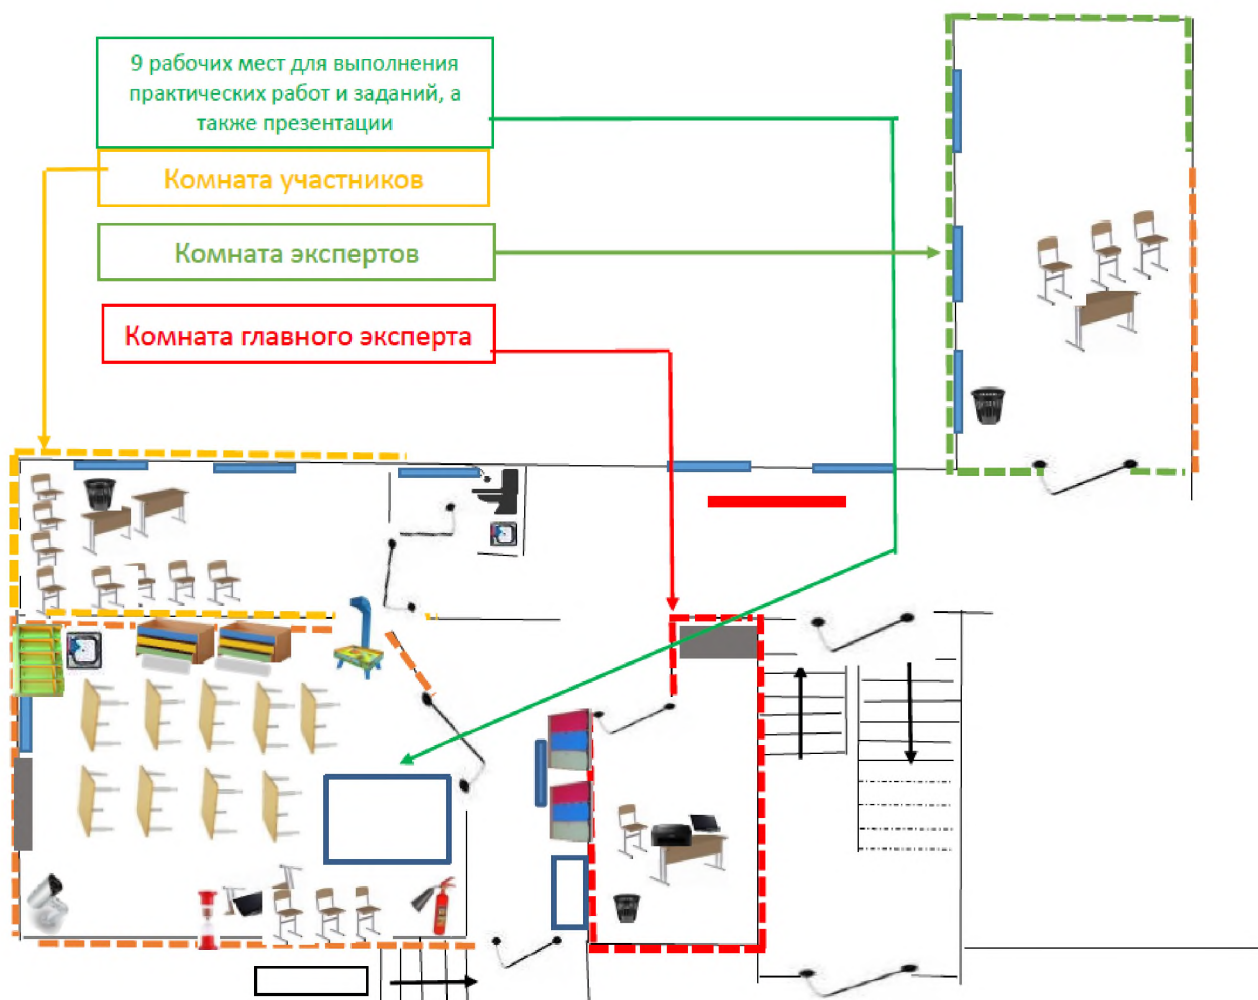 9 рабочих мест для выполнения
практических работ и заданий, а
также презентации
Комната участников
Комната экспертов
Комната главного эксперта